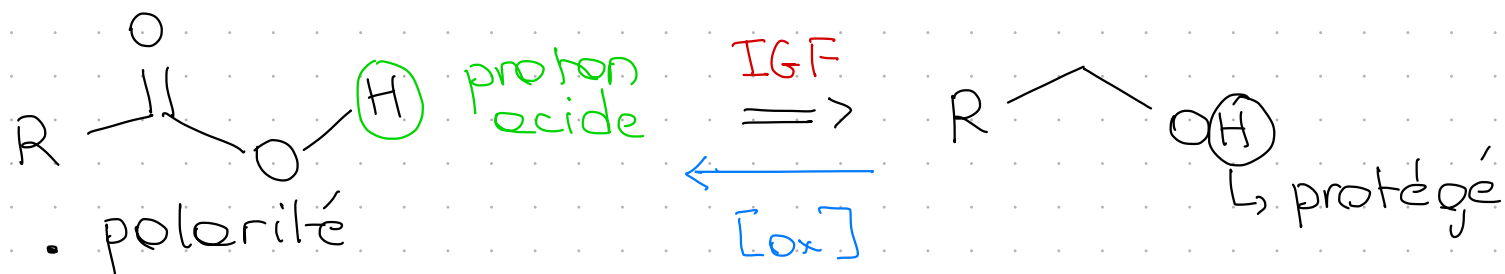 O
R
O
H
proton
acide
IGF
R
OH
protégé
[ox]
. polarité